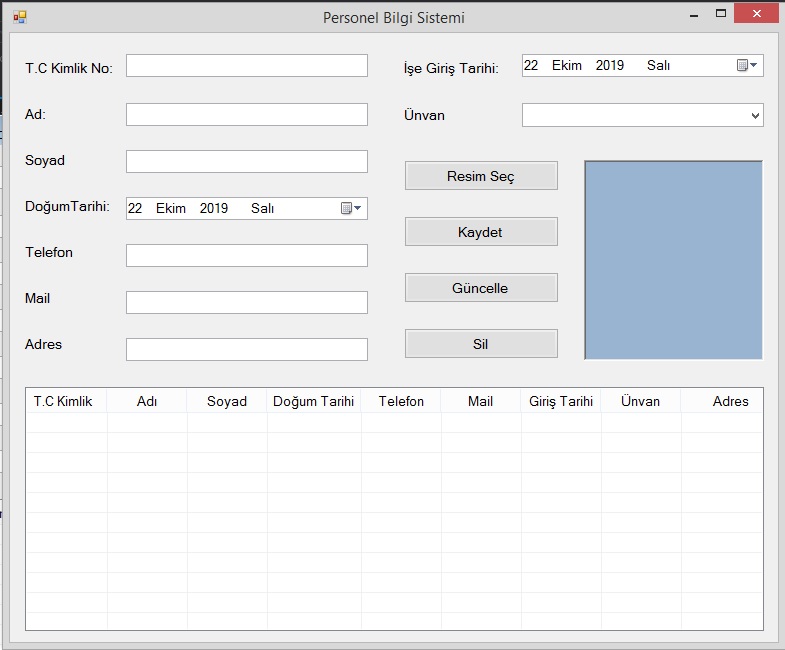 Personel Bilgi Sistemi
T.C Kimlik No:
İşe Giriş Tarihi: 22 Ekim 2019 Salı
Ad:
Ünvan
Soyad
Resim Seç
DoğumTarihi: 22 Ekim 2019 Salı
Kaydet
Telefon
Güncelle
Mail
Adres
Sil
T.C Kimlik Adı Soyad Doğum Tarihi Telefon Mail Giriş Tarihi Ünvan Adres